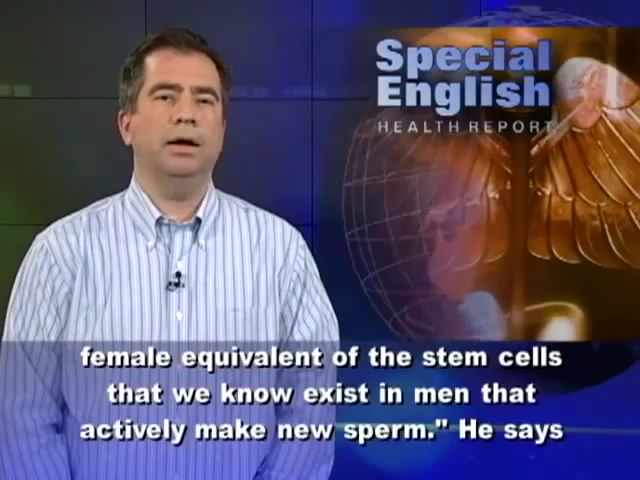 Special
English
HEALTH REPORT
female equivalent of the stem cells
that we know exist in men that
actively make new sperm." He says